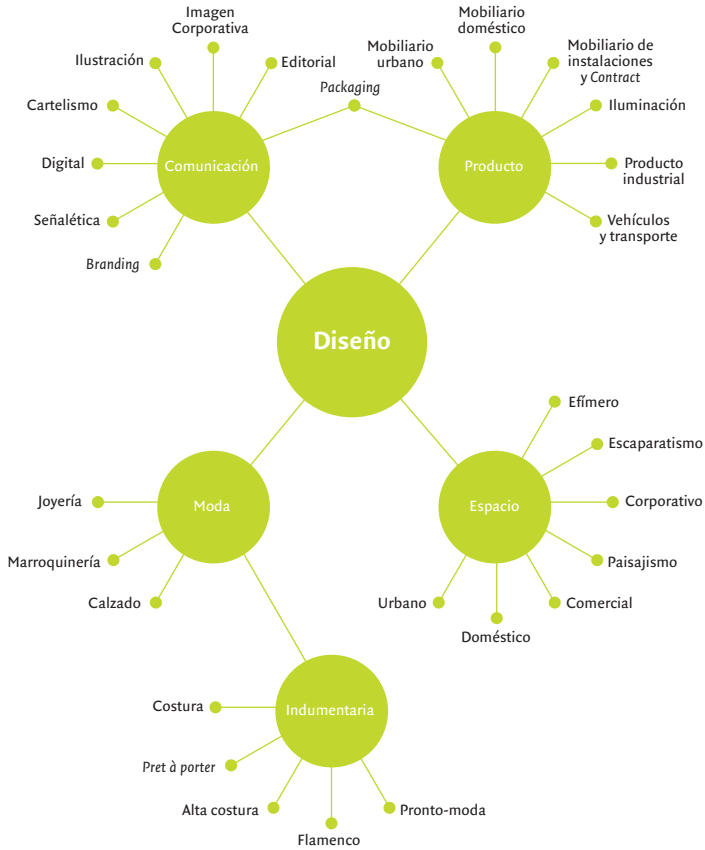 Imagen
Corporativa
Ilustración
Editorial
Cartelismo
Packaging
Digital
Comunicación
Señalética
Branding
Mobiliario
doméstico
Mobiliario
urbano
Mobiliario de
instalaciones
y Contract
Iluminación
Producto
Producto
industrial
Vehículos
y transporte
Diseño
Efímero
Escaparatismo
Joyería
Moda
Espacio
Corporativo
Marroquinería
Paisajismo
Calzado
Urbano
Comercial
Doméstico
Costura
Indumentaria
Pret à porter
Alta costura
Pronto-moda
Flamenco